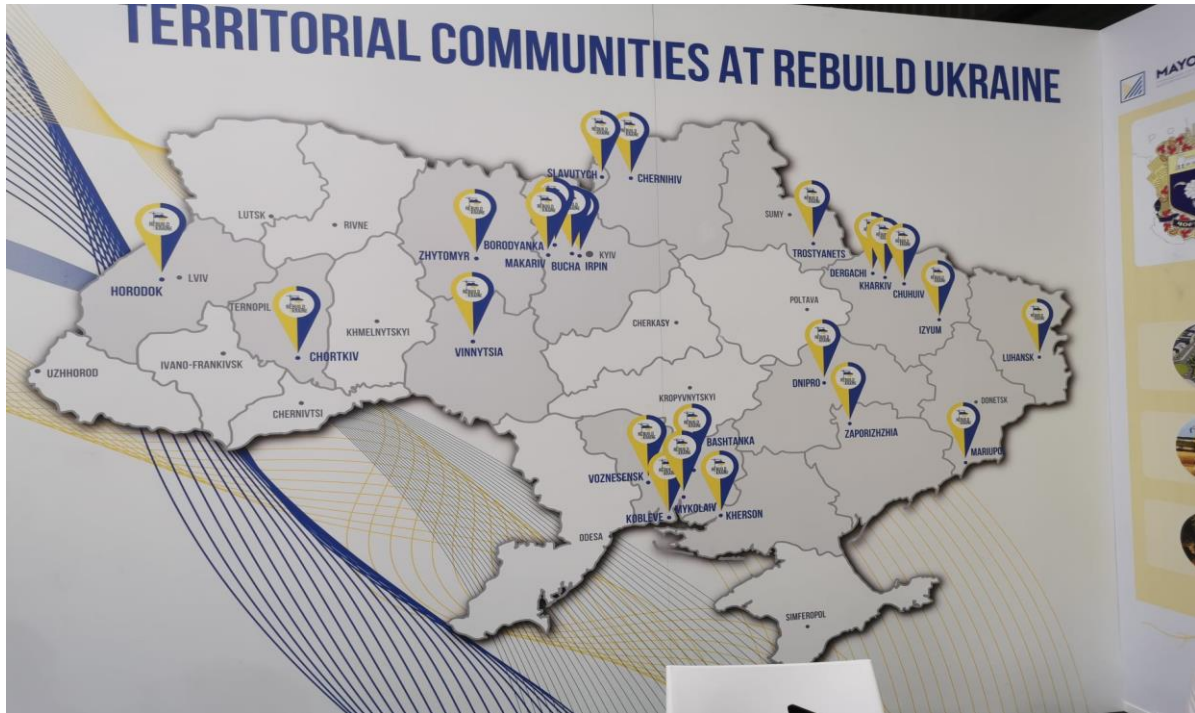 TERRITORIAL COMMUNITIES AT REBUILD UKRAINE
MAYO
SLAVUTYCH
CHERNIHIV
LUTSK
RIVNE
SUMY
ZHYTOMYR
BORODYANKA
MAKARIV
BUCHA
IRPIN
KYIV
TROSTYANETS
DERGACHI
KHARKIV
CHUHUIV
HORODOK
LVIV
TERNOPIL
KHMELNYTSKYI
CHORTKIV
VINNYTSIA
CHERKASY
POLTAVA
IZYUM
LUHANSK
UZHHOROD
IVANO-FRANKIVSK
CHERNIVTSI
KROPYVNYTSKYI
DNIPRO
ZAPORIZHZHIA
DONETSK
MARIUPO
BASHTANKA
VOZNESENSK
MYKOLAIV
KOBLEVE
KHERSON
ODESA
SIMFEROPOL